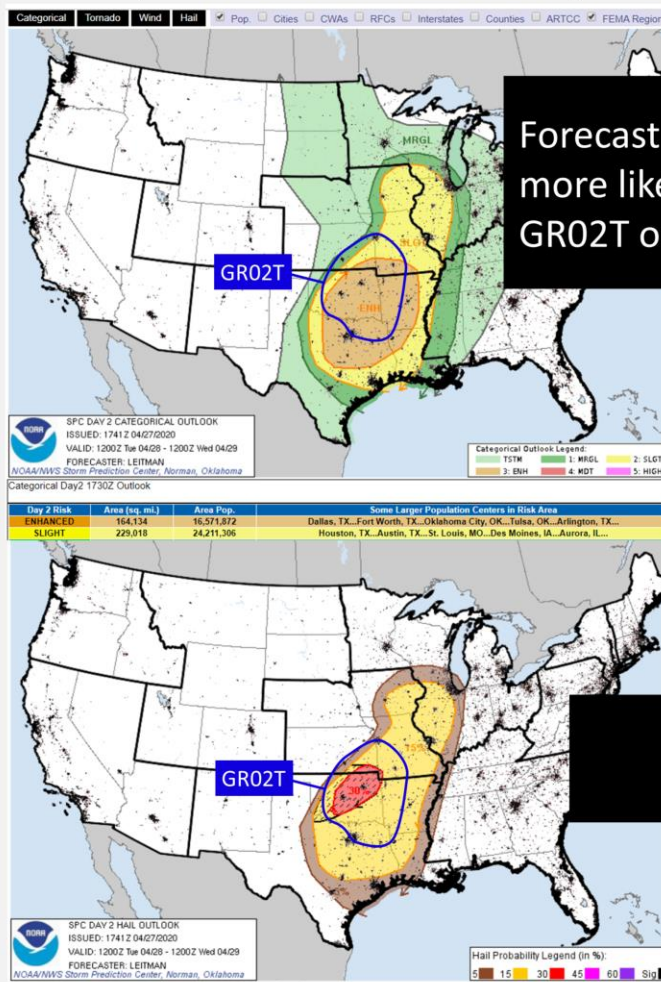 Categorical Tornado Wind Hail Pop. Cities CWAs RFCs Interstates Counties ARTCC FEMA Region
MRGL
Forecast
more like
GR02T o
SLGT
GR02T
ENH
SPC DAY 2 CATEGORICAL OUTLOOK
ISSUED: 1741Z 04/27/2020
VALID: 1200Z Tue 04/28 - 1200Z Wed 04/29
FORECASTER: LEITMAN
NOAA/NWS Storm Prediction Center, Norman, Oklahoma
NOAA
Categorical Outlook Legend:
TSTM 1: MRGL 2: SLGT
3: ENH 4: MDT 5: HIGH
Categorical Day2 1730Z Outlook
Day 2 Risk Area (sq. mi.) Area Pop. Some Larger Population Centers in Risk Area
ENHANCED 164,134 16,571,872 Dallas, TX...Fort Worth, TX...Oklahoma City, OK...Tulsa, OK...Arlington, TX...
SLIGHT 229,018 24,211,306 Houston, TX...Austin, TX...St. Louis, MO...Des Moines, IA...Aurora, IL...
15%
GR02T
30%
SPC DAY 2 HAIL OUTLOOK
ISSUED: 1741Z 04/27/2020
VALID: 1200Z Tue 04/28 - 1200Z Wed 04/29
FORECASTER: LEITMAN
NOAA/NWS Storm Prediction Center, Norman, Oklahoma
NOAA
Hail Probability Legend (in %):
5 15 30 45 60 Sig